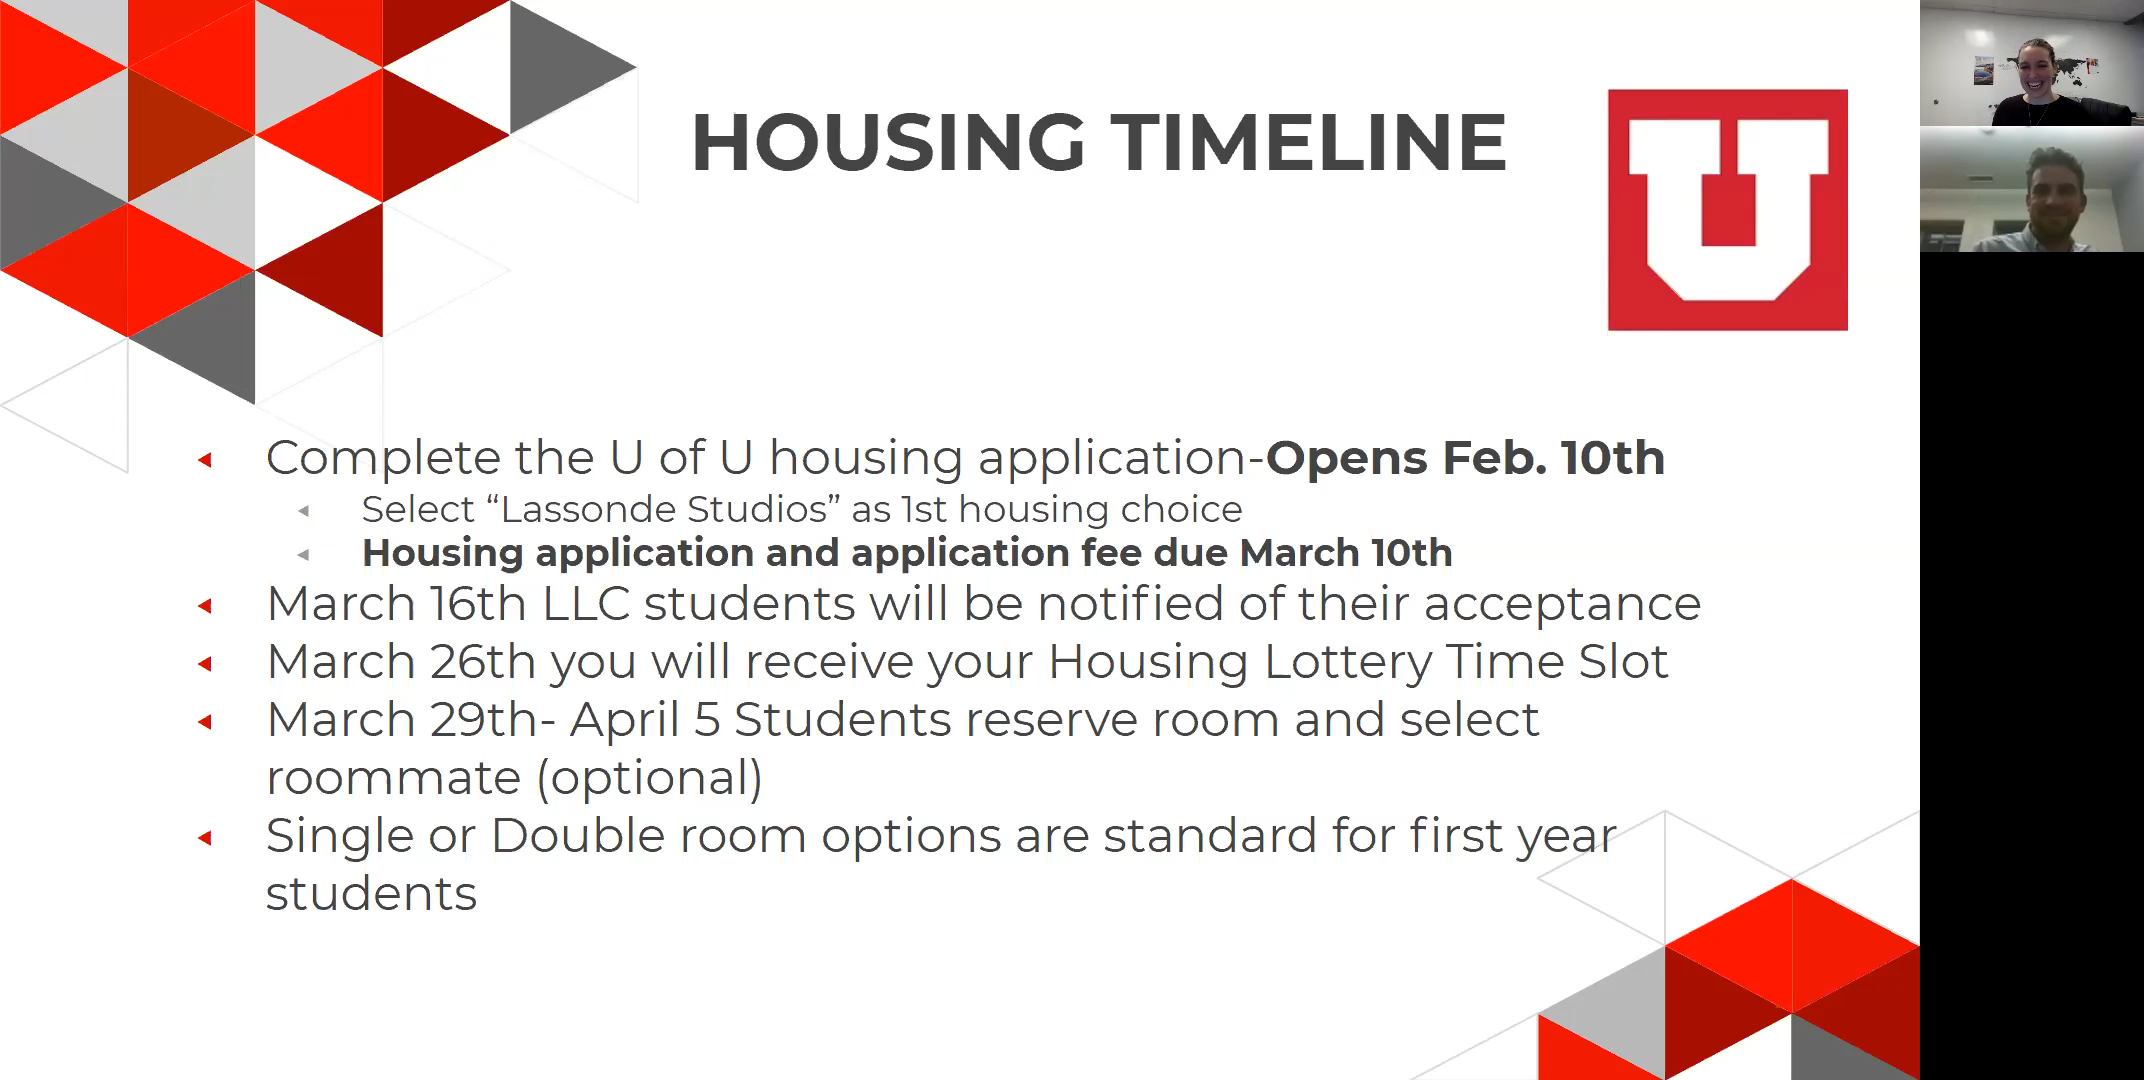 HOUSING TIMELINE
U
Complete the U of U housing application-Opens Feb. 10th
Select “Lassonde Studios” as 1st housing choice
Housing application and application fee due March 10th
March 16th LLC students will be notified of their acceptance
March 26th you will receive your Housing Lottery Time Slot
March 29th- April 5 Students reserve room and select
roommate (optional)
Single or Double room options are standard for first year
students